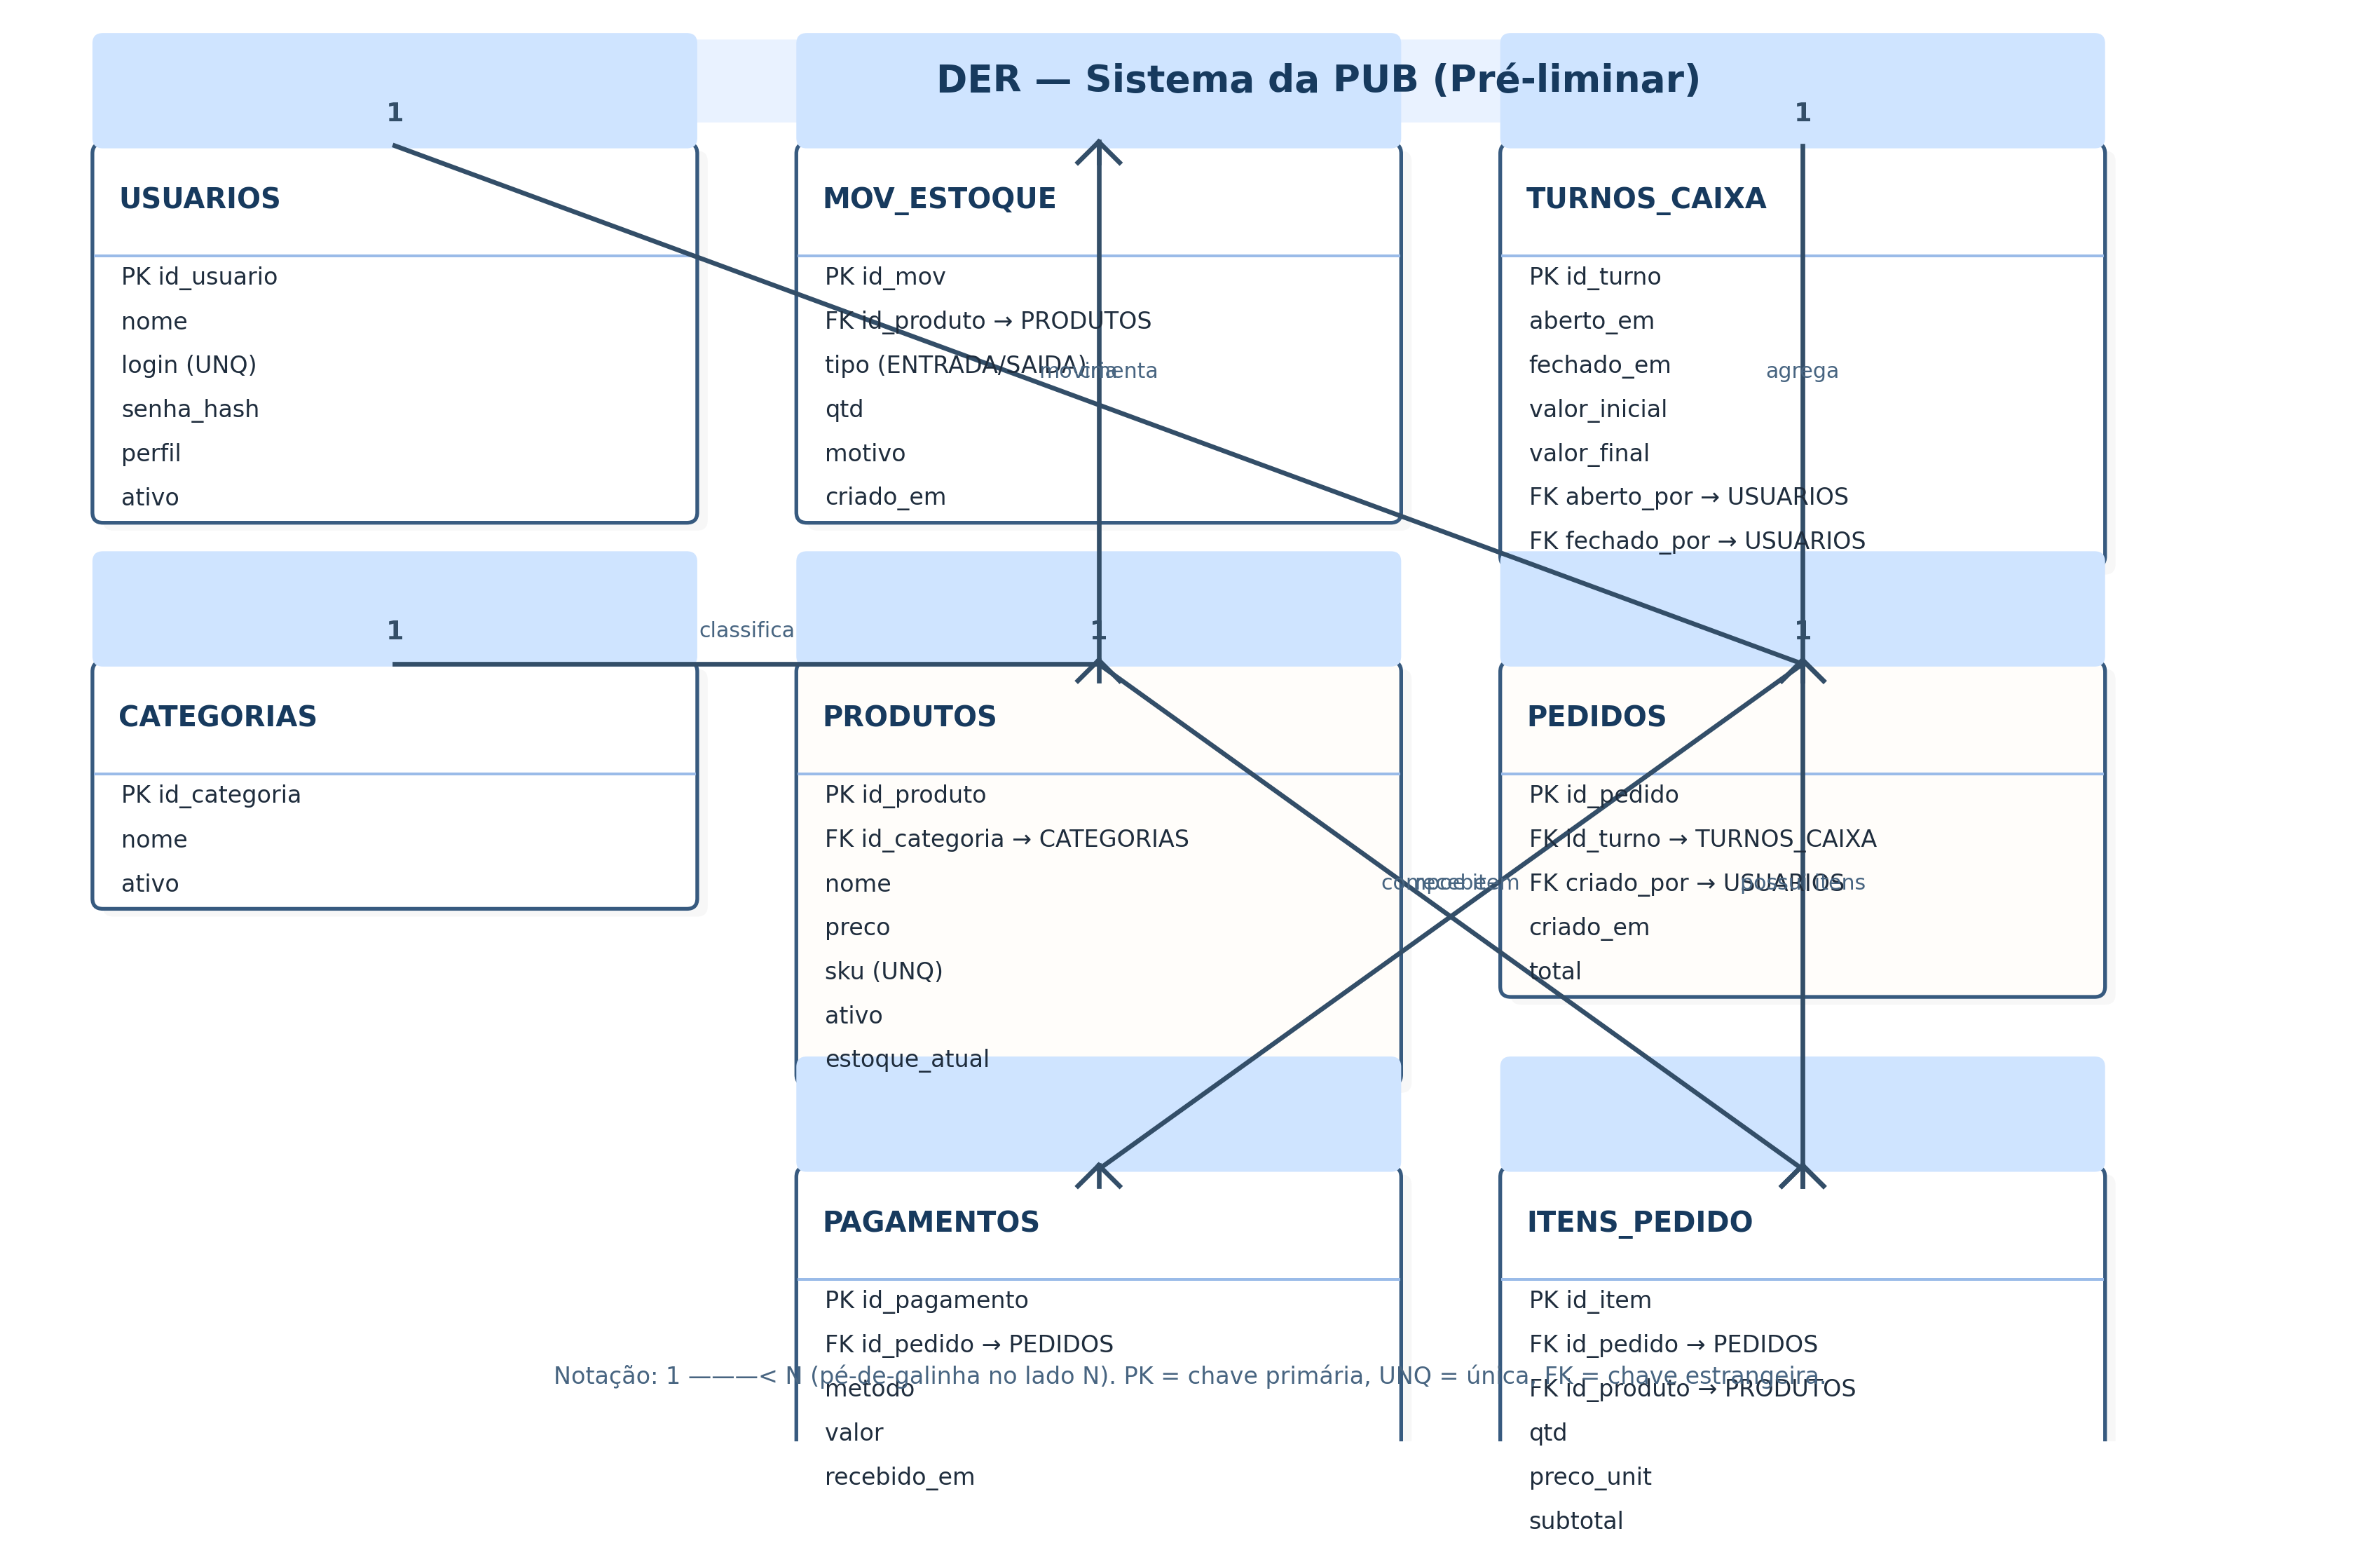 DER — Sistema da PUB (Pré-liminar)
1
USUARIOS
PK id_usuario
nome
login (UNQ)
senha_hash
perfil
ativo
MOV_ESTOQUE
PK id_mov
FK id_produto → PRODUTOS
tipo (ENTRADA/SAIDA)
qtd
motivo
criado_em
movimenta
cria
1
TURNOS_CAIXA
PK id_turno
aberto_em
fechado_em
valor_inicial
valor_final
FK aberto_por → USUARIOS
FK fechado_por → USUARIOS
agrega
1
CATEGORIAS
PK id_categoria
nome
ativo
classifica
1
PRODUTOS
PK id_produto
FK id_categoria → CATEGORIAS
nome
preco
sku (UNQ)
ativo
estoque_atual
1
PEDIDOS
PK id_pedido
FK id_turno → TURNOS_CAIXA
FK criado_por → USUARIOS
criado_em
total
compoe item
recebe
possui itens
PAGAMENTOS
PK id_pagamento
FK id_pedido → PEDIDOS
metodo
valor
recebido_em
ITENS_PEDIDO
PK id_item
FK id_pedido → PEDIDOS
FK id_produto → PRODUTOS
qtd
preco_unit
subtotal
Notação: 1 ———< N (pé-de-galinha no lado N). PK = chave primária, UNQ = única, FK = chave estrangeira.